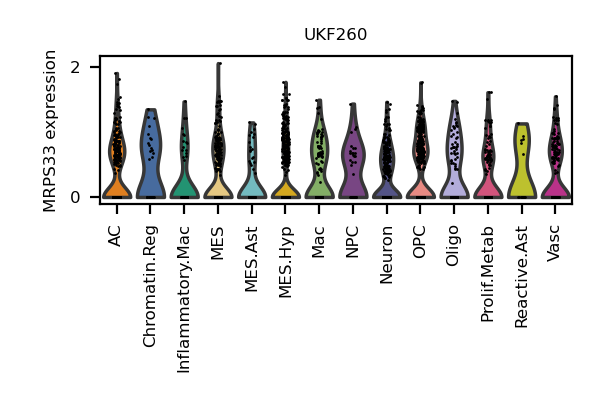 UKF260
MRPS33 expression
2
0
AC
Chromatin.Reg
Inflammatory.Mac
MES
MES.Ast
MES.Hyp
Mac
NPC
Neuron
OPC
Oligo
Prolif.Metab
Reactive.Ast
Vasc